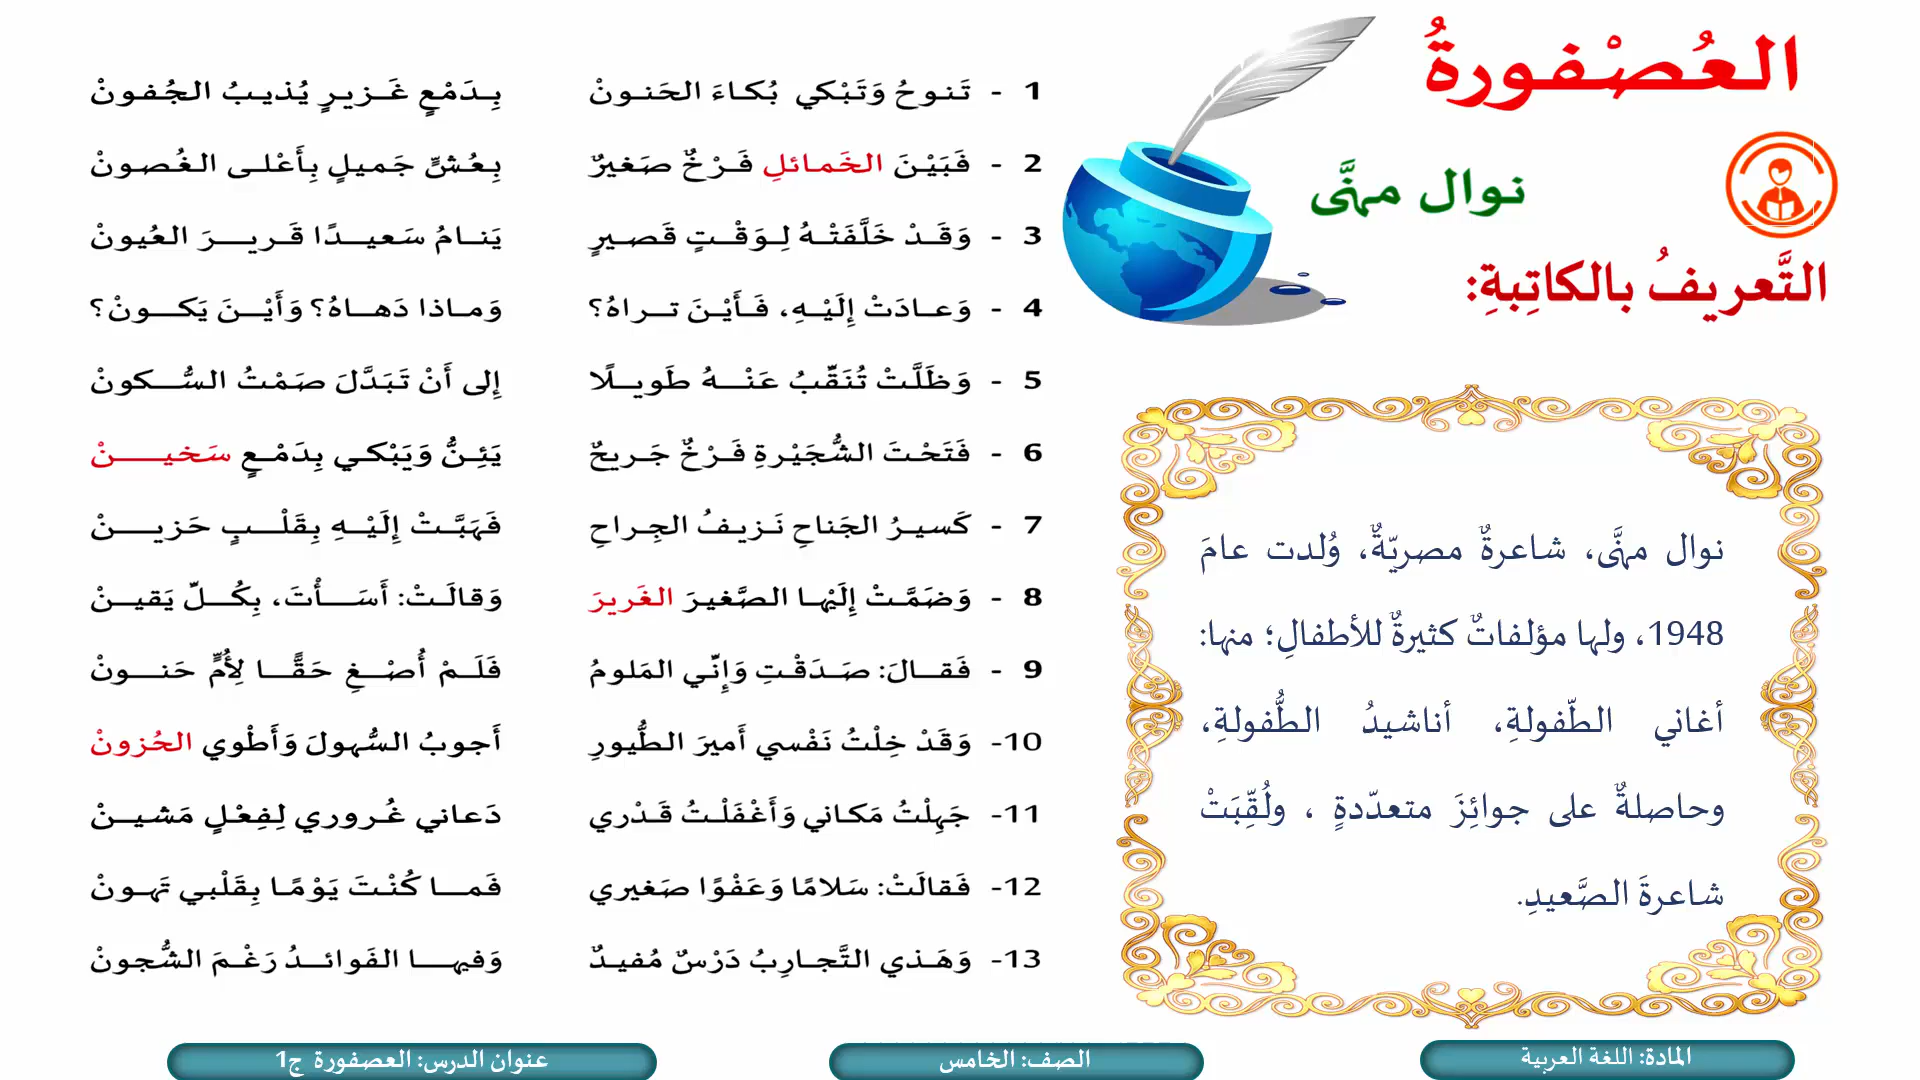 العُصْفورةُ
نوال مهنَّى
التَّعريفُ بالكاتِبةِ:
نوال مهنَّى، شاعرةٌ مصريّةٌ، وُلدت عامَ
1948، ولها مؤلفاتٌ كثيرةٌ للأطفالِ؛ منها:
أغاني الطّفولةِ، أناشيدُ الطُّفولةِ،
وحاصلةٌ على جوائِزَ متعدّدةٍ ، ولُقِّبَتْ
شاعرةَ الصَّعيدِ.
1 - تَنوحُ وَتَبْكي بُكاءَ الحَنونْ بِدَمْعٍ غَزيرٍ يُذيبُ الجُفونْ
2 - فَبَيْنَ الخَمائلِ فَرْخٌ صَغيرٌ بِعُشٍّ جَميلٍ بِأَعْلى الغُصونْ
3 - وَقَدْ خَلَّفَتْهُ لِوَقْتٍ قَصيرٍ يَنامُ سَعيدًا قَريرَ العُيونْ
4 - وَعادَتْ إِلَيْهِ، فَأَيْنَ تراهُ؟ وَماذا دَهاهُ؟ وَأَيْنَ يَكونْ؟
5 - وَظَلَّتْ تُنَقِّبُ عَنْهُ طَويلًا إِلى أَنْ تَبَدَّلَ صَمْتُ السُّكونْ
6 - فَتَحْتَ الشُّجَيْرةِ فَرْخٌ جَريحٌ يَئِنُّ وَيَبْكي بِدَمْعٍ سَخينْ
7 - كَسيرُ الجَناحِ نَزيفُ الجِراحِ فَهَبَّتْ إِلَيْهِ بِقَلْبٍ حَزينْ
8 - وَضَمَّتْ إِلَيْها الصَّغيرَ الغَريرَ وَقالَتْ: أَسَأْتَ، بِكُلِّ يَقينْ
9 - فَقالَ: صَدَقْتِ وَإِنّي المَلومُ فَلَمْ أُصْغِ حَقًّا لِأُمٍّ حَنونْ
10- وَقَدْ خِلْتُ نَفْسي أَميرَ الطُّيورِ أَجوبُ السُّهولَ وَأَطْوي الحُزونْ
11- جَهِلْتُ مَكاني وَأَغْفَلْتُ قَدْري دَعاني غُروري لِفِعْلٍ مَشينْ
12- فَقالَتْ: سَلامًا وَعَفْوًا صَغيري فَما كُنْتَ يَوْمًا بِقَلْبي تَهونْ
13- وَهَذي التَّجارِبُ دَرْسٌ مُفيدٌ وَفيها الفَوائدُ رَغْمَ الشُّجونْ
المادة: اللغة العربية
الصف: الخامس
عنوان الدرس: العصفورة ج1